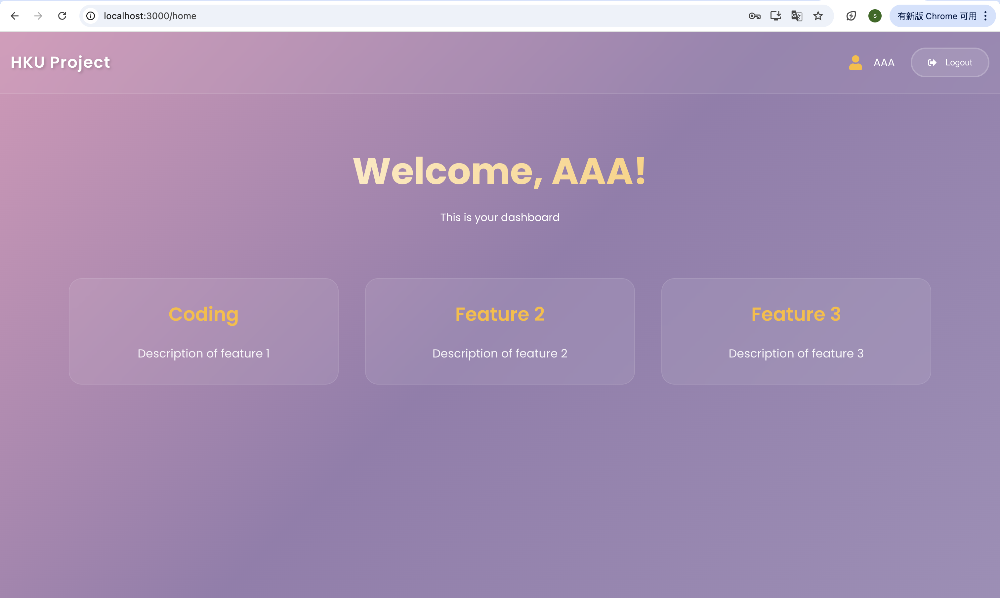 localhost:3000/home
S
有新版 Chrome 可用
HKU Project
AAA
Logout
Welcome, AAA!
This is your dashboard
Coding
Description of feature 1
Feature 2
Description of feature 2
Feature 3
Description of feature 3